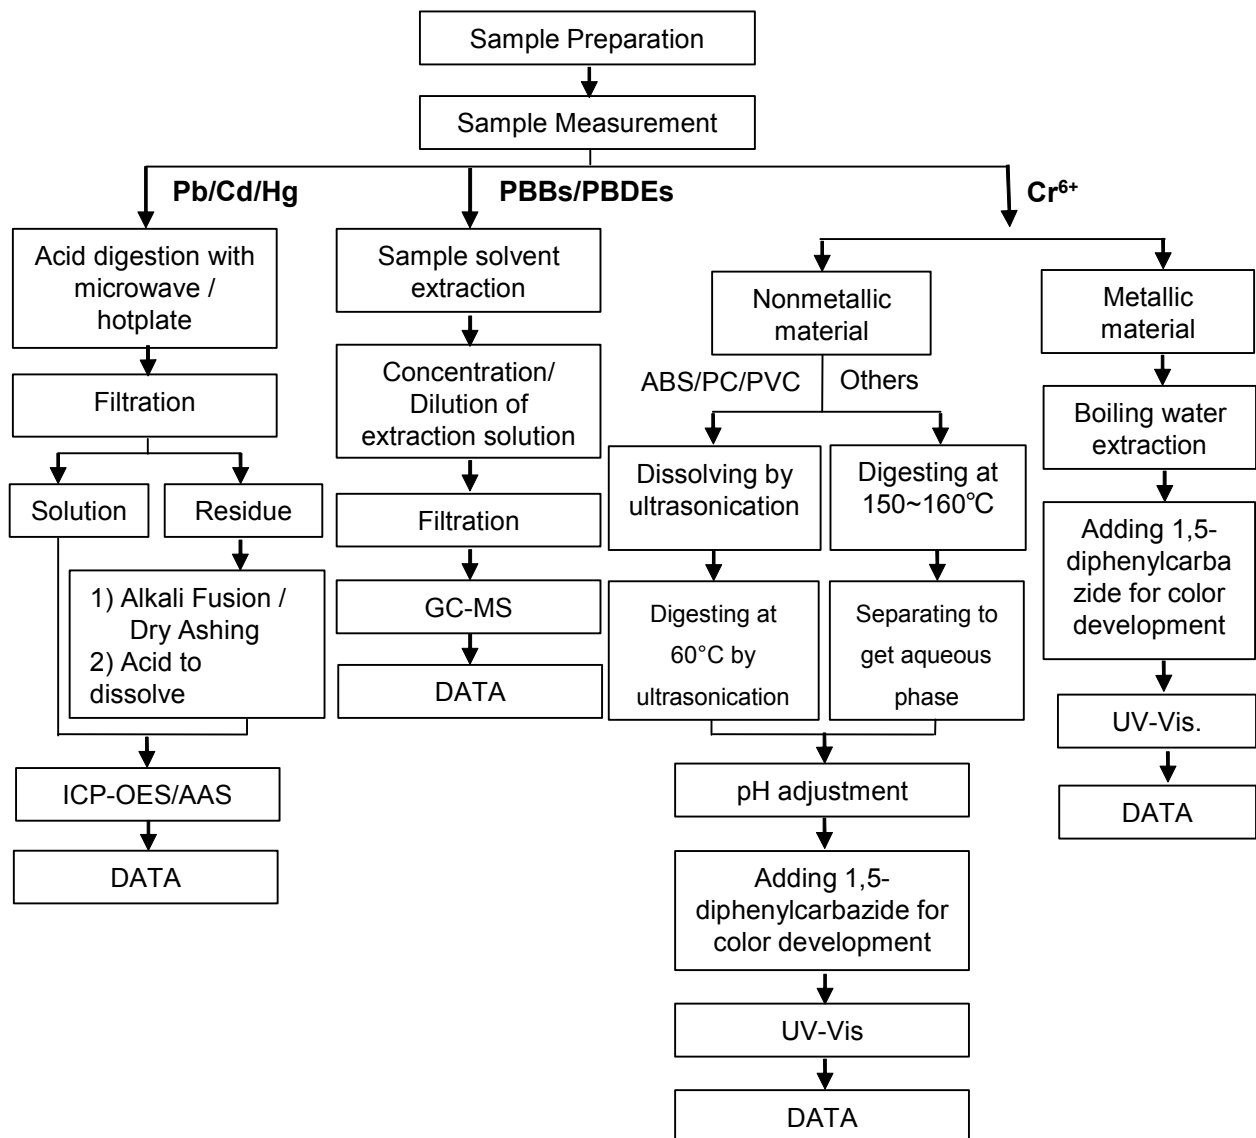 Sample Preparation
Sample Measurement
Pb/Cd/Hg
PBBs/PBDEs
Cr⁶⁺
Acid digestion with
microwave /
hotplate
Filtration
Solution
Residue
1) Alkali Fusion /
Dry Ashing
2) Acid to
dissolve
ICP-OES/AAS
DATA
Sample solvent
extraction
Concentration/
Dilution of
extraction solution
Filtration
GC-MS
DATA
Nonmetallic
material
ABS/PC/PVC
Others
Dissolving by
ultrasonication
Digesting at
60°C by
ultrasonication
Digesting at
150~160℃
Separating to
get aqueous
phase
pH adjustment
Adding 1,5-
diphenylcarbazide for
color development
UV-Vis
DATA
Metallic
material
Boiling water
extraction
Adding 1,5-
diphenylcarba
zide for color
development
UV-Vis.
DATA